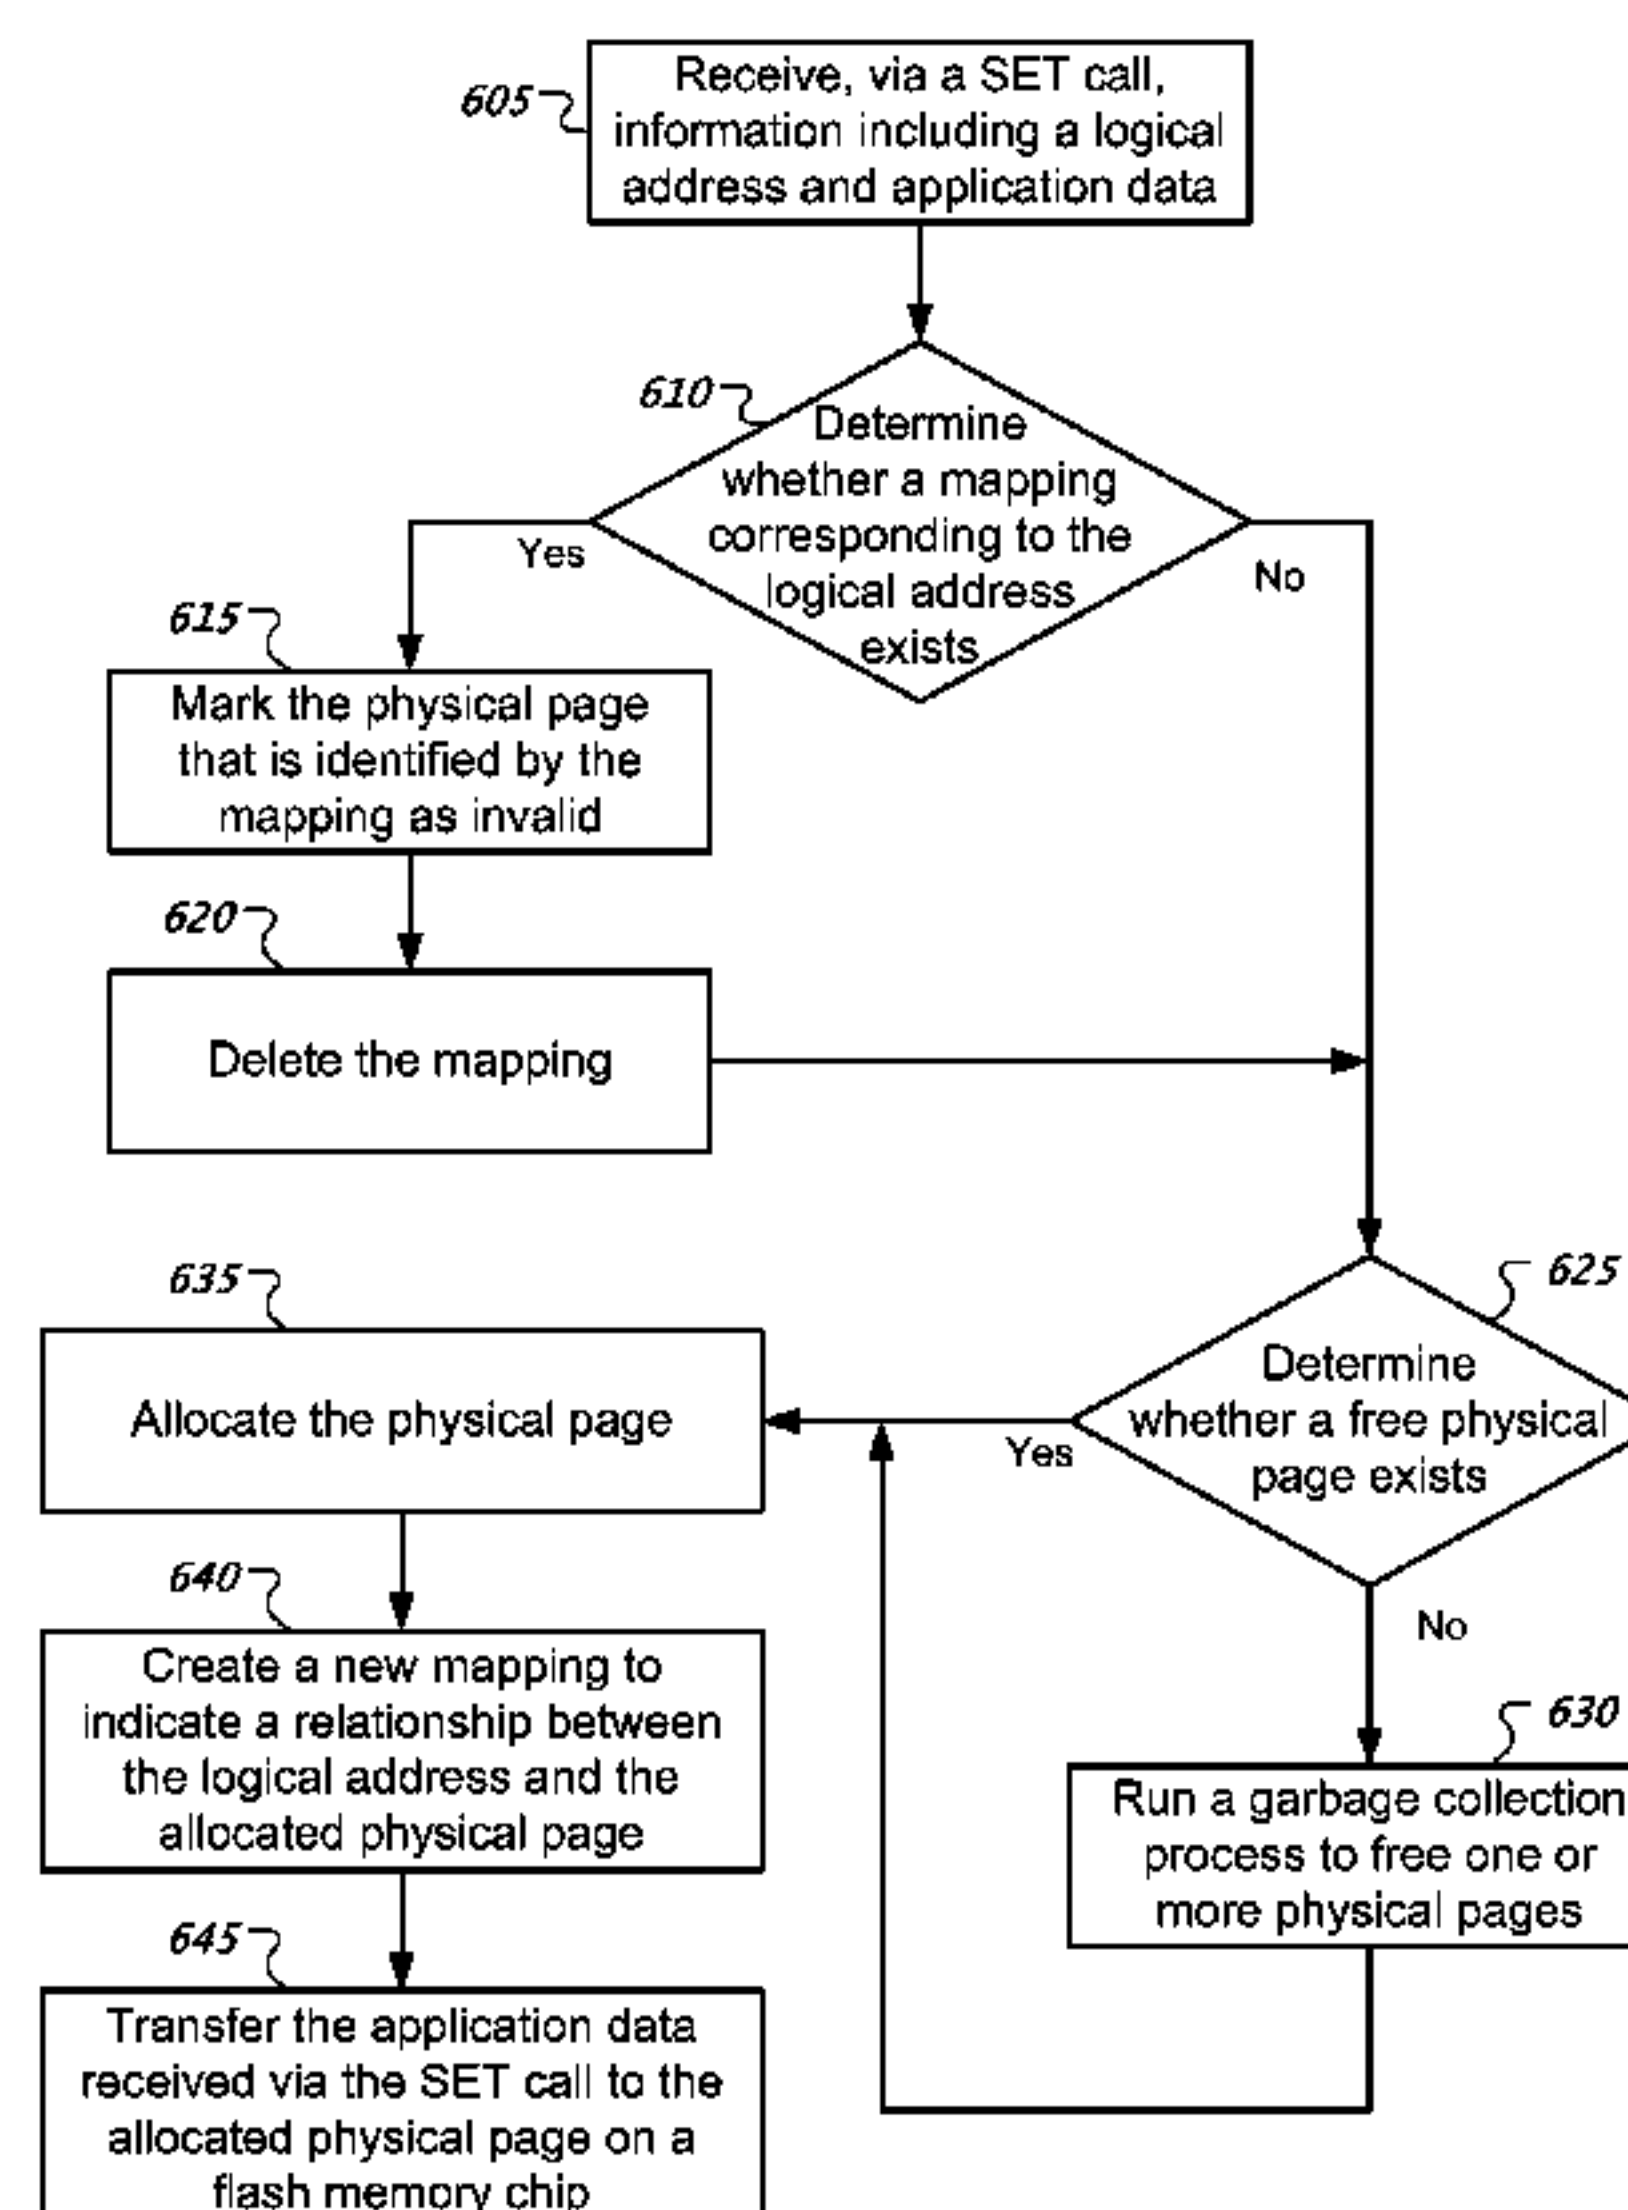 605
Receive, via a SET call,
information including a logical
address and application data
610
Determine
whether a mapping
corresponding to the
logical address
exists
Yes
No
615
Mark the physical page
that is identified by the
mapping as invalid
620
Delete the mapping
625
Determine
whether a free physical
page exists
Yes
No
630
Run a garbage collection
process to free one or
more physical pages
635
Allocate the physical page
640
Create a new mapping to
indicate a relationship between
the logical address and the
allocated physical page
645
Transfer the application data
received via the SET call to the
allocated physical page on a
flash memory chip